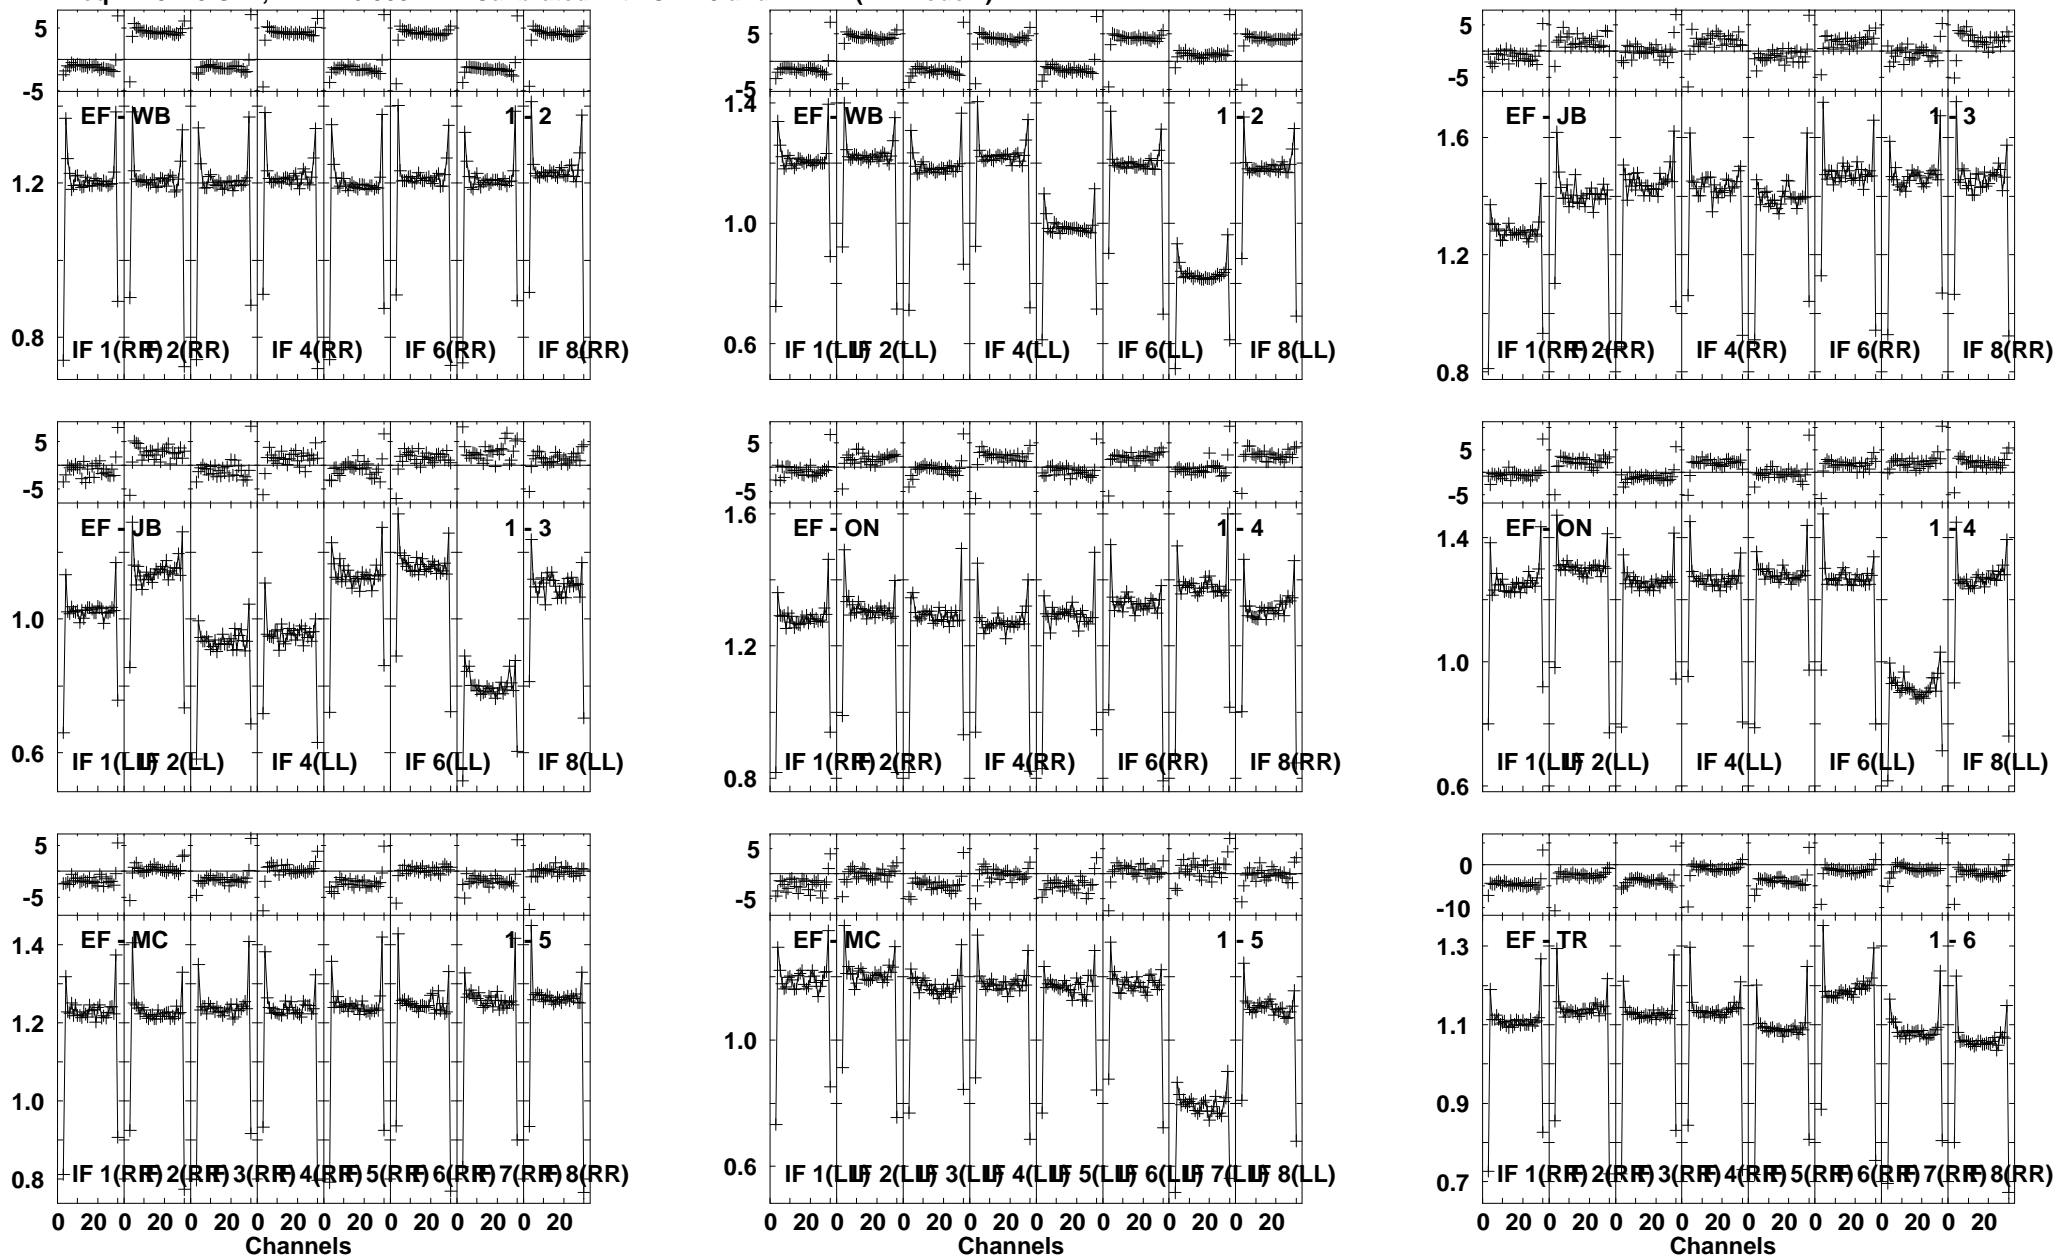 5 5 5
-5 -5 -5
EF - WB 1 - 2 1.4 EF - WB 1 - 2 EF - JB 1 - 3
1.6
1.2
1.0 1.2
0.8 0.6 0.8
IF 1(RR) IF 2(RR) IF 4(RR) IF 6(RR) IF 8(RR) IF 1(LL) IF 2(LL) IF 4(LL) IF 6(LL) IF 8(LL) IF 1(RR) IF 2(RR) IF 4(RR) IF 6(RR) IF 8(RR)
5 5 5
-5 -5 -5
EF - JB 1 - 3 1.6 EF - ON 1 - 4 EF - ON 1 - 4
1.4
1.0 1.2 1.0
0.6 0.8 0.6
IF 1(LL) IF 2(LL) IF 4(LL) IF 6(LL) IF 8(LL) IF 1(RR) IF 2(RR) IF 4(RR) IF 6(RR) IF 8(RR) IF 1(LL) IF 2(LL) IF 4(LL) IF 6(LL) IF 8(LL)
5 5 0
-5 -5 -10
EF - MC 1 - 5 EF - MC 1 - 5 EF - TR 1 - 6
1.4 1.3
1.2 1.0 1.1
1.0 0.9
0.8 0.6 0.7
IF 1(RR) IF 2(RR) IF 3(RR) IF 4(RR) IF 5(RR) IF 6(RR) IF 7(RR) IF 8(RR) IF 1(LL) IF 2(LL) IF 3(LL) IF 4(LL) IF 5(LL) IF 6(LL) IF 7(LL) IF 8(LL) IF 1(RR) IF 2(RR) IF 3(RR) IF 4(RR) IF 5(RR) IF 6(RR) IF 7(RR) IF 8(RR)
0 20 0 20 0 20 0 20 0 20 0 20 0 20 0 20 0 20 0 20 0 20 0 20 0 20 0 20 0 20 0 20 0 20 0 20 0 20 0 20 0 20 0 20 0 20 0 20
Channels Channels Channels